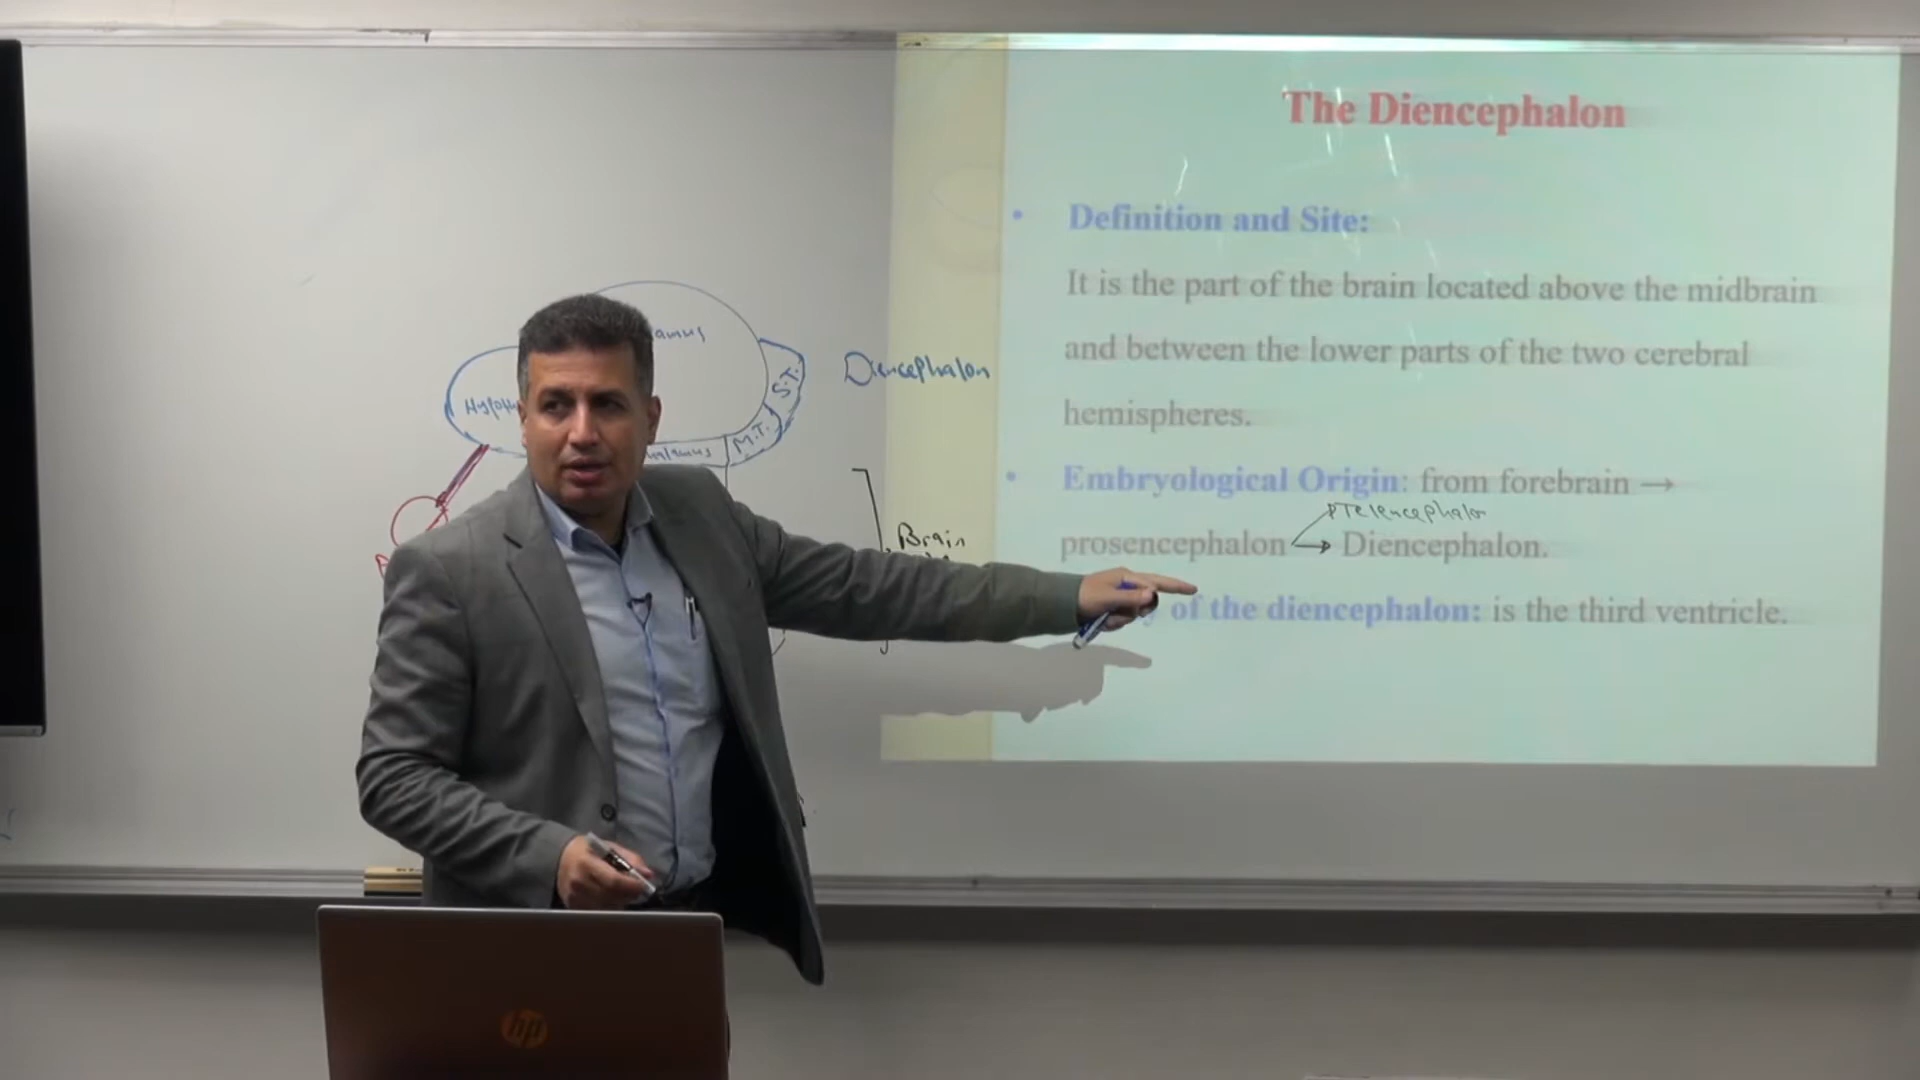 The Diencephalon
• Definition and Site:
It is the part of the brain located above the midbrain
and between the lower parts of the two cerebral
hemispheres.
• Embryological Origin: from forebrain →
Telencephalon
prosencephalon → Diencephalon.
of the diencephalon: is the third ventricle.
Diencephalon
S.T.
M.T.
Brain
hp